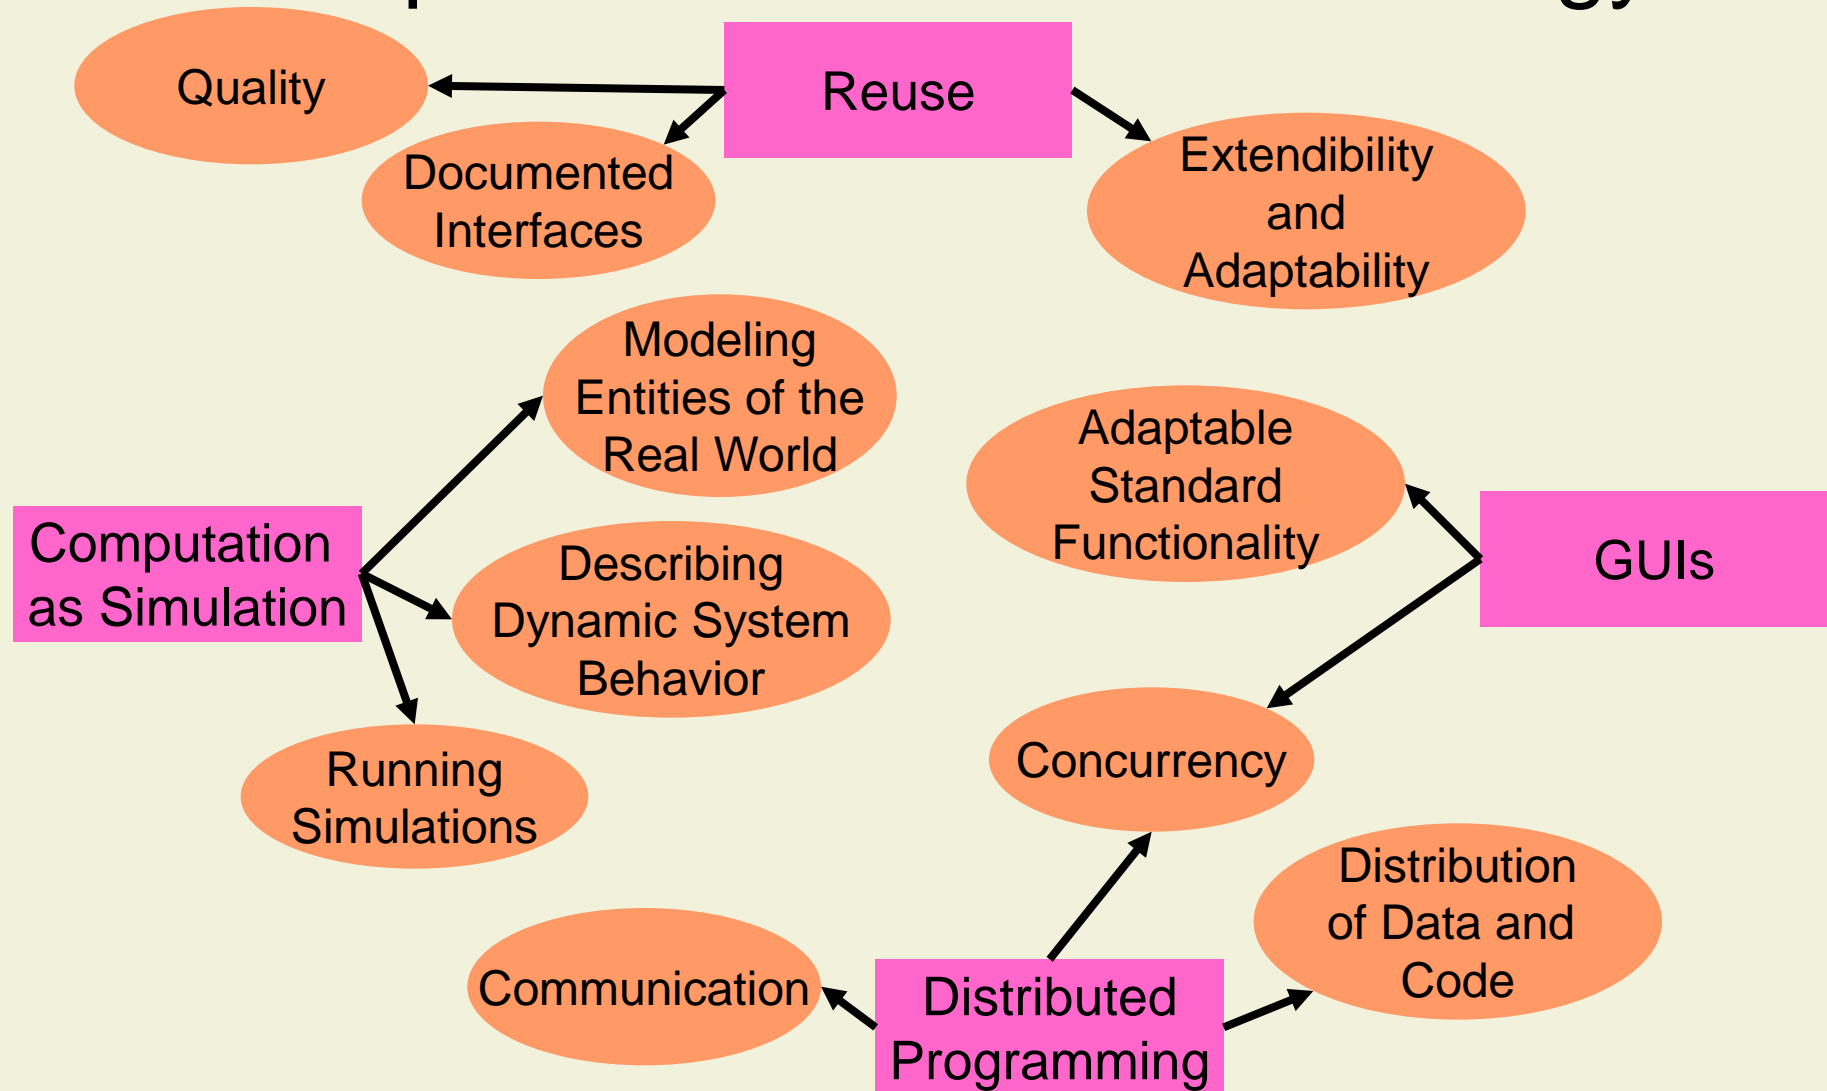 Quality
Reuse
Documented
Interfaces
Extendibility
and
Adaptability
Modeling
Entities of the
Real World
Adaptable
Standard
Functionality
Computation
as Simulation
Describing
Dynamic System
Behavior
GUIs
Running
Simulations
Concurrency
Distribution
of Data and
Code
Communication
Distributed
Programming